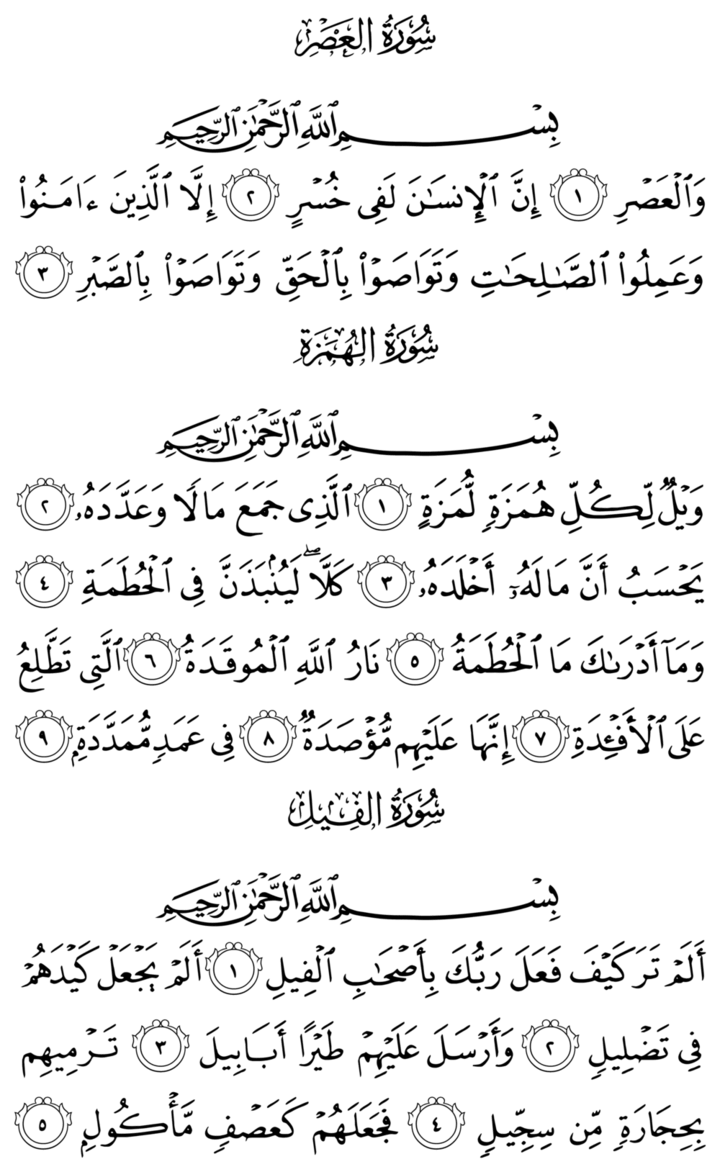 سُورَةُ العَصْرِ
بِسْمِ ٱللَّهِ ٱلرَّحْمَٰنِ ٱلرَّحِيمِ
وَٱلْعَصْرِ ١ إِنَّ ٱلْإِنسَٰنَ لَفِى خُسْرٍ ٢ إِلَّا ٱلَّذِينَ ءَامَنُوا۟
وَعَمِلُوا۟ ٱلصَّٰلِحَٰتِ وَتَوَاصَوْا۟ بِٱلْحَقِّ وَتَوَاصَوْا۟ بِٱلصَّبْرِ ٣
سُورَةُ الهُمَزَةِ
بِسْمِ ٱللَّهِ ٱلرَّحْمَٰنِ ٱلرَّحِيمِ
وَيْلٌ لِّكُلِّ هُمَزَةٍ لُّمَزَةٍ ١ ٱلَّذِى جَمَعَ مَالًا وَعَدَّدَهُۥ ٢
يَحْسَبُ أَنَّ مَالَهُۥٓ أَخْلَدَهُۥ ٣ كَلَّا ۖ لَيُنۢبَذَنَّ فِى ٱلْحُطَمَةِ ٤
وَمَآ أَدْرَىٰكَ مَا ٱلْحُطَمَةُ ٥ نَارُ ٱللَّهِ ٱلْمُوقَدَةُ ٦ ٱلَّتِى تَطَّلِعُ
عَلَى ٱلْأَفْـِٔدَةِ ٧ إِنَّهَا عَلَيْهِم مُّؤْصَدَةٌ ٨ فِى عَمَدٍ مُّمَدَّدَةٍۭ ٩
سُورَةُ الفِيلِ
بِسْمِ ٱللَّهِ ٱلرَّحْمَٰنِ ٱلرَّحِيمِ
أَلَمْ تَرَ كَيْفَ فَعَلَ رَبُّكَ بِأَصْحَٰبِ ٱلْفِيلِ ١ أَلَمْ يَجْعَلْ كَيْدَهُمْ
فِى تَضْلِيلٍ ٢ وَأَرْسَلَ عَلَيْهِمْ طَيْرًا أَبَابِيلَ ٣ تَرْمِيهِم
بِحِجَارَةٍ مِّن سِجِّيلٍ ٤ فَجَعَلَهُمْ كَعَصْفٍ مَّأْكُولٍۭ ٥